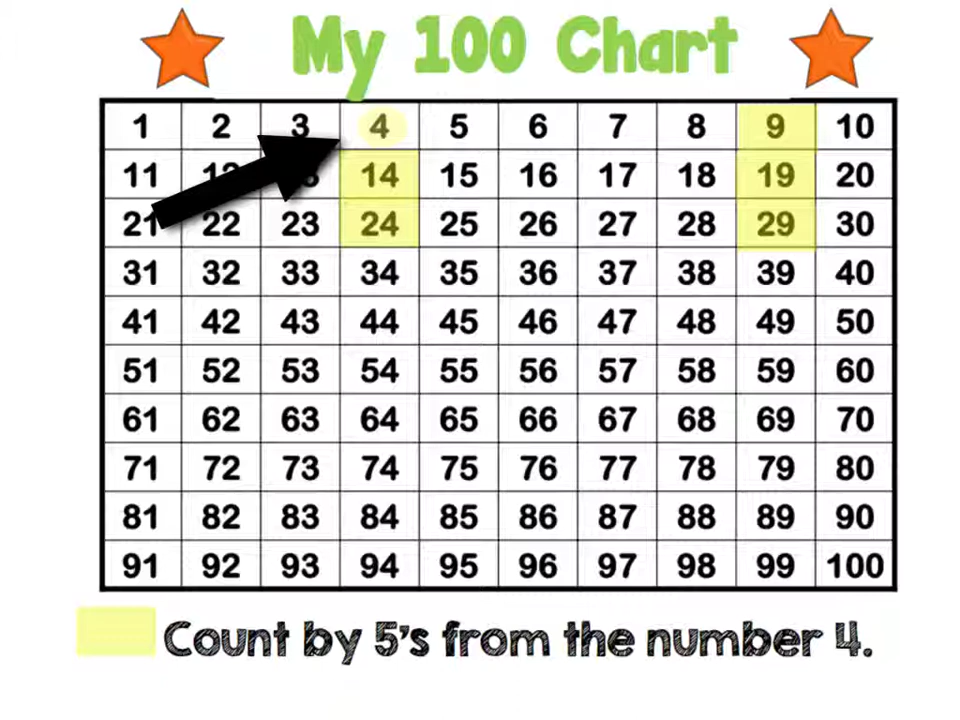 My 100 Chart
1 2 3 4 5 6 7 8 9 10
11 12 14 15 16 17 18 19 20
21 22 23 24 25 26 27 28 29 30
31 32 33 34 35 36 37 38 39 40
41 42 43 44 45 46 47 48 49 50
51 52 53 54 55 56 57 58 59 60
61 62 63 64 65 66 67 68 69 70
71 72 73 74 75 76 77 78 79 80
81 82 83 84 85 86 87 88 89 90
91 92 93 94 95 96 97 98 99 100
Count by 5's from the number 4.